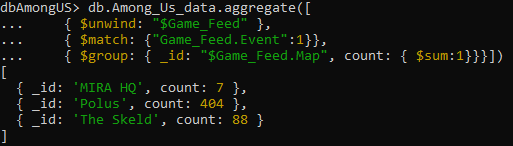 dbAmongUS> db.Among_Us_data.aggregate([
...     { $unwind: "$Game_Feed" },
...     { $match: {"Game_Feed.Event":1}},
...     { $group: { _id: "$Game_Feed.Map", count: { $sum:1}}}])
[
  { _id: 'MIRA HQ', count: 7 },
  { _id: 'Polus', count: 404 },
  { _id: 'The Skeld', count: 88 }
]